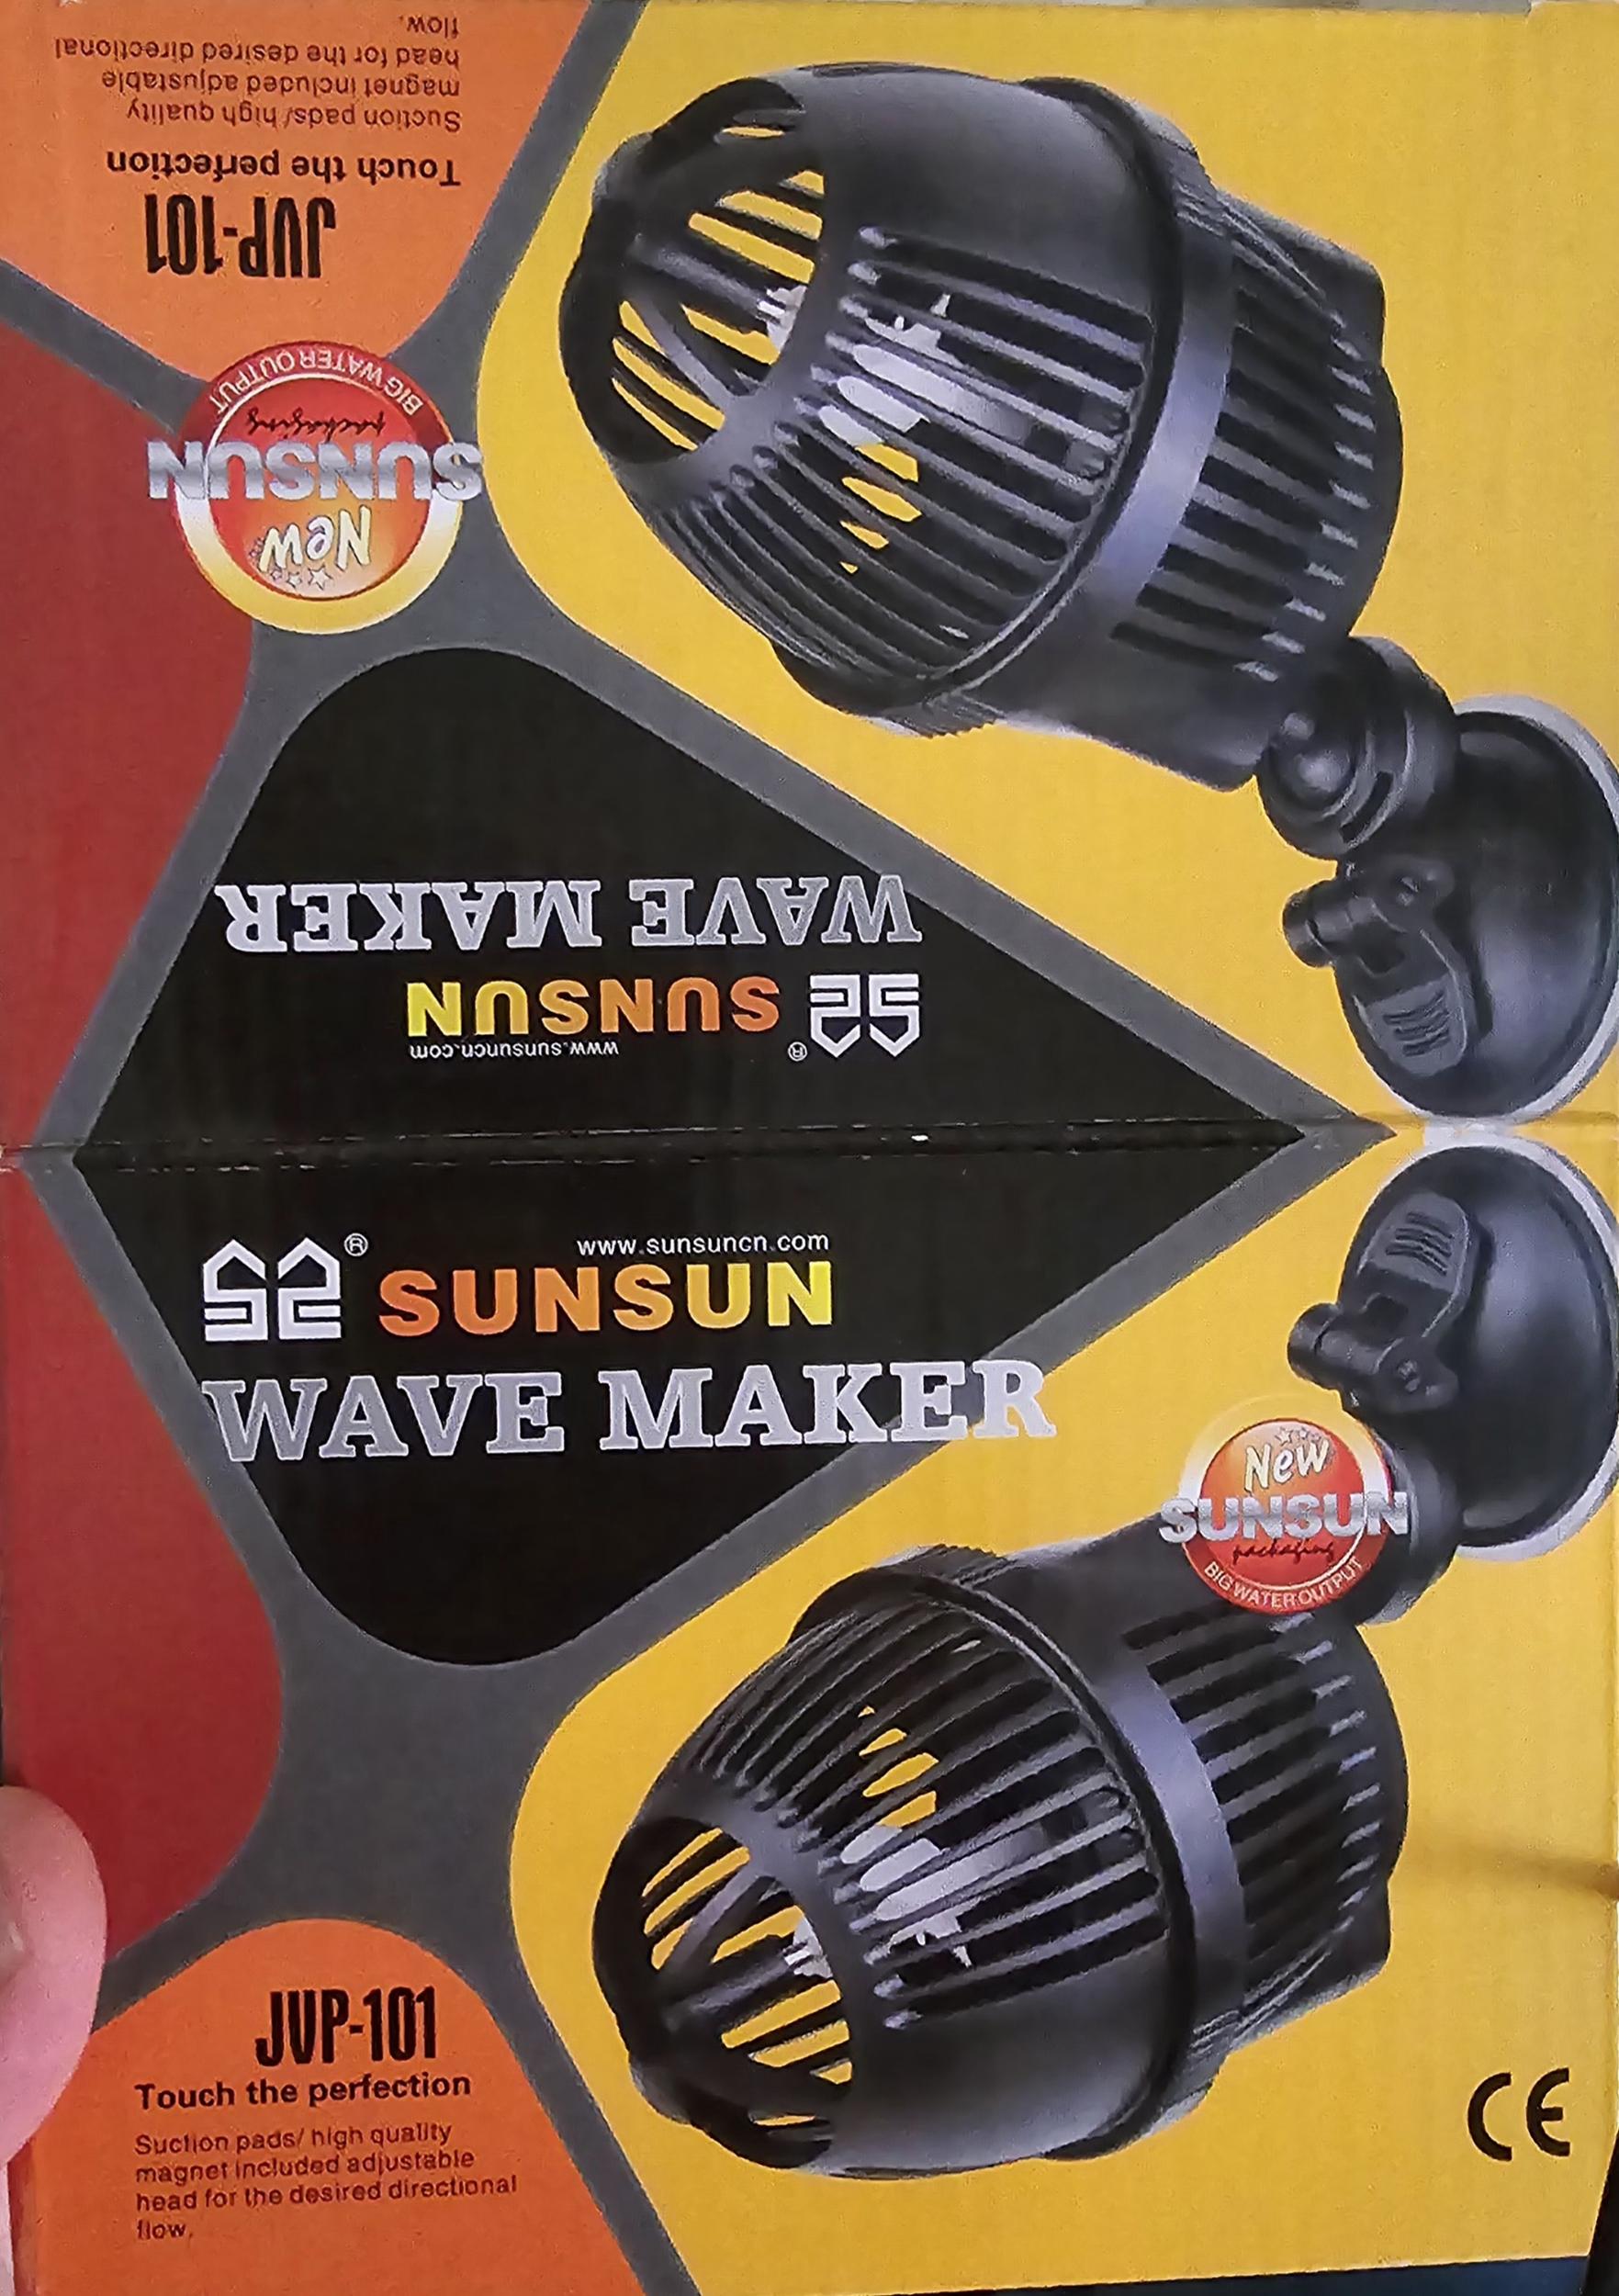 flow.
head for the desired directional
magnet included adjustable
Suction pads/ high quality
Touch the perfection
JVP-101
BIG WATER OUTPUT
packaging
SUNSUN
New
WAVE MAKER
SUNSUN
®
www.sunsuncn.com
www.sunsuncn.com
®
SUNSUN
WAVE MAKER
New
SUNSUN
packaging
BIG WATER OUTPUT
JVP-101
Touch the perfection
Suction pads/ high quality
magnet included adjustable
head for the desired directional
flow.
CE